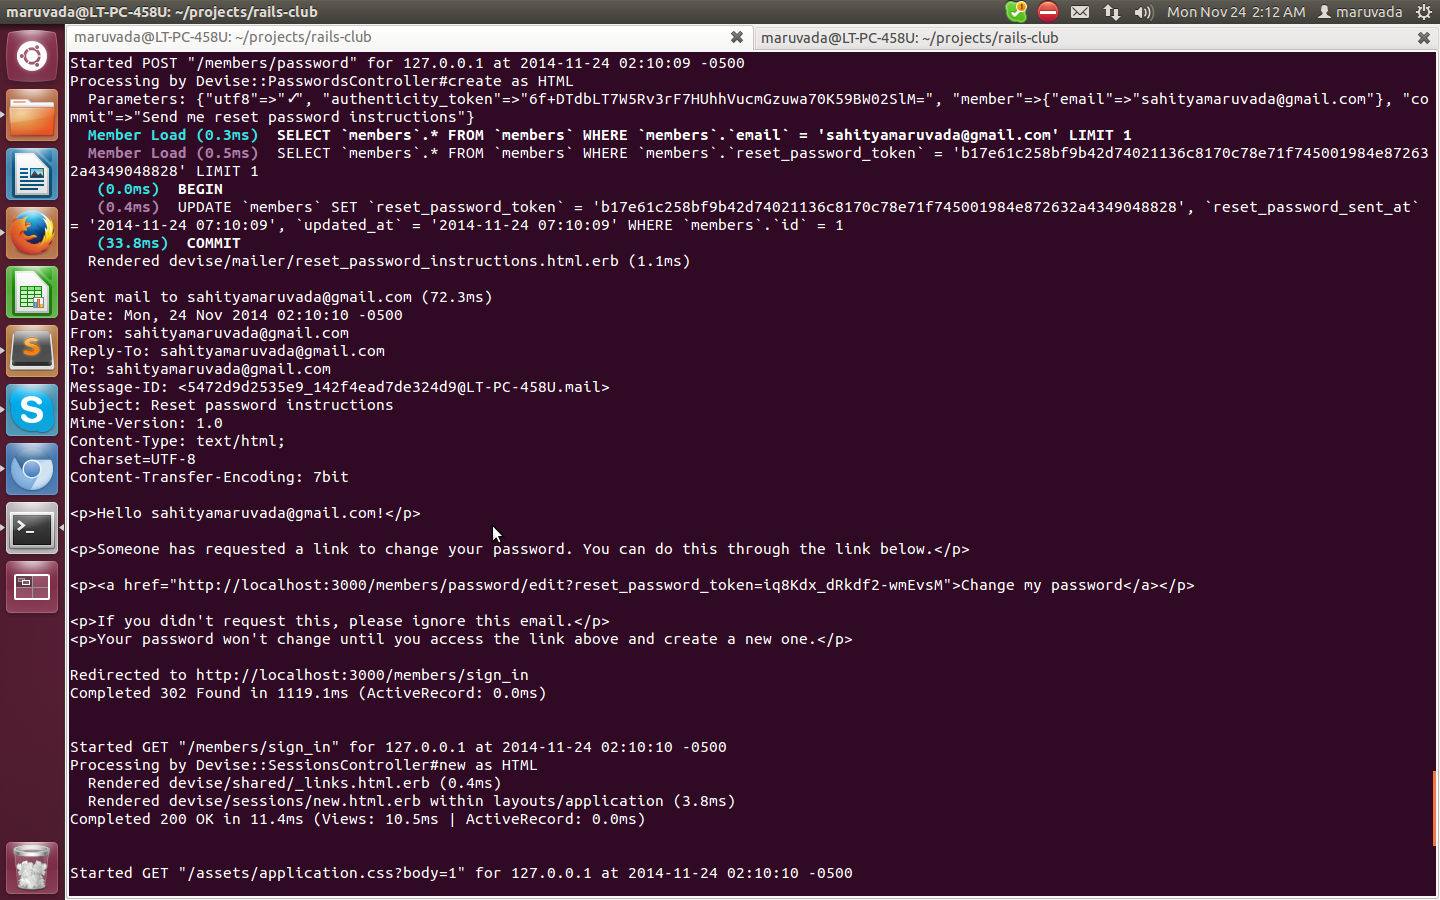 maruvada@LT-PC-458U: ~/projects/rails-club
Mon Nov 24 2:12 AM maruvada
maruvada@LT-PC-458U: ~/projects/rails-club
maruvada@LT-PC-458U: ~/projects/rails-club
Started POST "/members/password" for 127.0.0.1 at 2014-11-24 02:10:09 -0500
Processing by Devise::PasswordsController#create as HTML
  Parameters: {"utf8"=>"✓", "authenticity_token"=>"6f+DTdbLT7W5Rv3rF7HUhhVucmGzuwa70K59BW02SlM=", "member"=>{"email"=>"sahityamaruvada@gmail.com"}, "co
mmit"=>"Send me reset password instructions"}
  Member Load (0.3ms)  SELECT `members`.* FROM `members` WHERE `members`.`email` = 'sahityamaruvada@gmail.com' LIMIT 1
  Member Load (0.5ms)  SELECT `members`.* FROM `members` WHERE `members`.`reset_password_token` = 'b17e61c258bf9b42d74021136c8170c78e71f745001984e87263
2a4349048828' LIMIT 1
   (0.0ms)  BEGIN
   (0.4ms)  UPDATE `members` SET `reset_password_token` = 'b17e61c258bf9b42d74021136c8170c78e71f745001984e872632a4349048828', `reset_password_sent_at`
= '2014-11-24 07:10:09', `updated_at` = '2014-11-24 07:10:09' WHERE `members`.`id` = 1
   (33.8ms)  COMMIT
  Rendered devise/mailer/reset_password_instructions.html.erb (1.1ms)
Sent mail to sahityamaruvada@gmail.com (72.3ms)
Date: Mon, 24 Nov 2014 02:10:10 -0500
From: sahityamaruvada@gmail.com
Reply-To: sahityamaruvada@gmail.com
To: sahityamaruvada@gmail.com
Message-ID: <5472d9d2535e9_142f4ead7de324d9@LT-PC-458U.mail>
Subject: Reset password instructions
Mime-Version: 1.0
Content-Type: text/html;
 charset=UTF-8
Content-Transfer-Encoding: 7bit
<p>Hello sahityamaruvada@gmail.com!</p>
<p>Someone has requested a link to change your password. You can do this through the link below.</p>
<p><a href="http://localhost:3000/members/password/edit?reset_password_token=iq8Kdx_dRkdf2-wmEvsM">Change my password</a></p>
<p>If you didn't request this, please ignore this email.</p>
<p>Your password won't change until you access the link above and create a new one.</p>
Redirected to http://localhost:3000/members/sign_in
Completed 302 Found in 1119.1ms (ActiveRecord: 0.0ms)
Started GET "/members/sign_in" for 127.0.0.1 at 2014-11-24 02:10:10 -0500
Processing by Devise::SessionsController#new as HTML
  Rendered devise/shared/_links.html.erb (0.4ms)
  Rendered devise/sessions/new.html.erb within layouts/application (3.8ms)
Completed 200 OK in 11.4ms (Views: 10.5ms | ActiveRecord: 0.0ms)
Started GET "/assets/application.css?body=1" for 127.0.0.1 at 2014-11-24 02:10:10 -0500